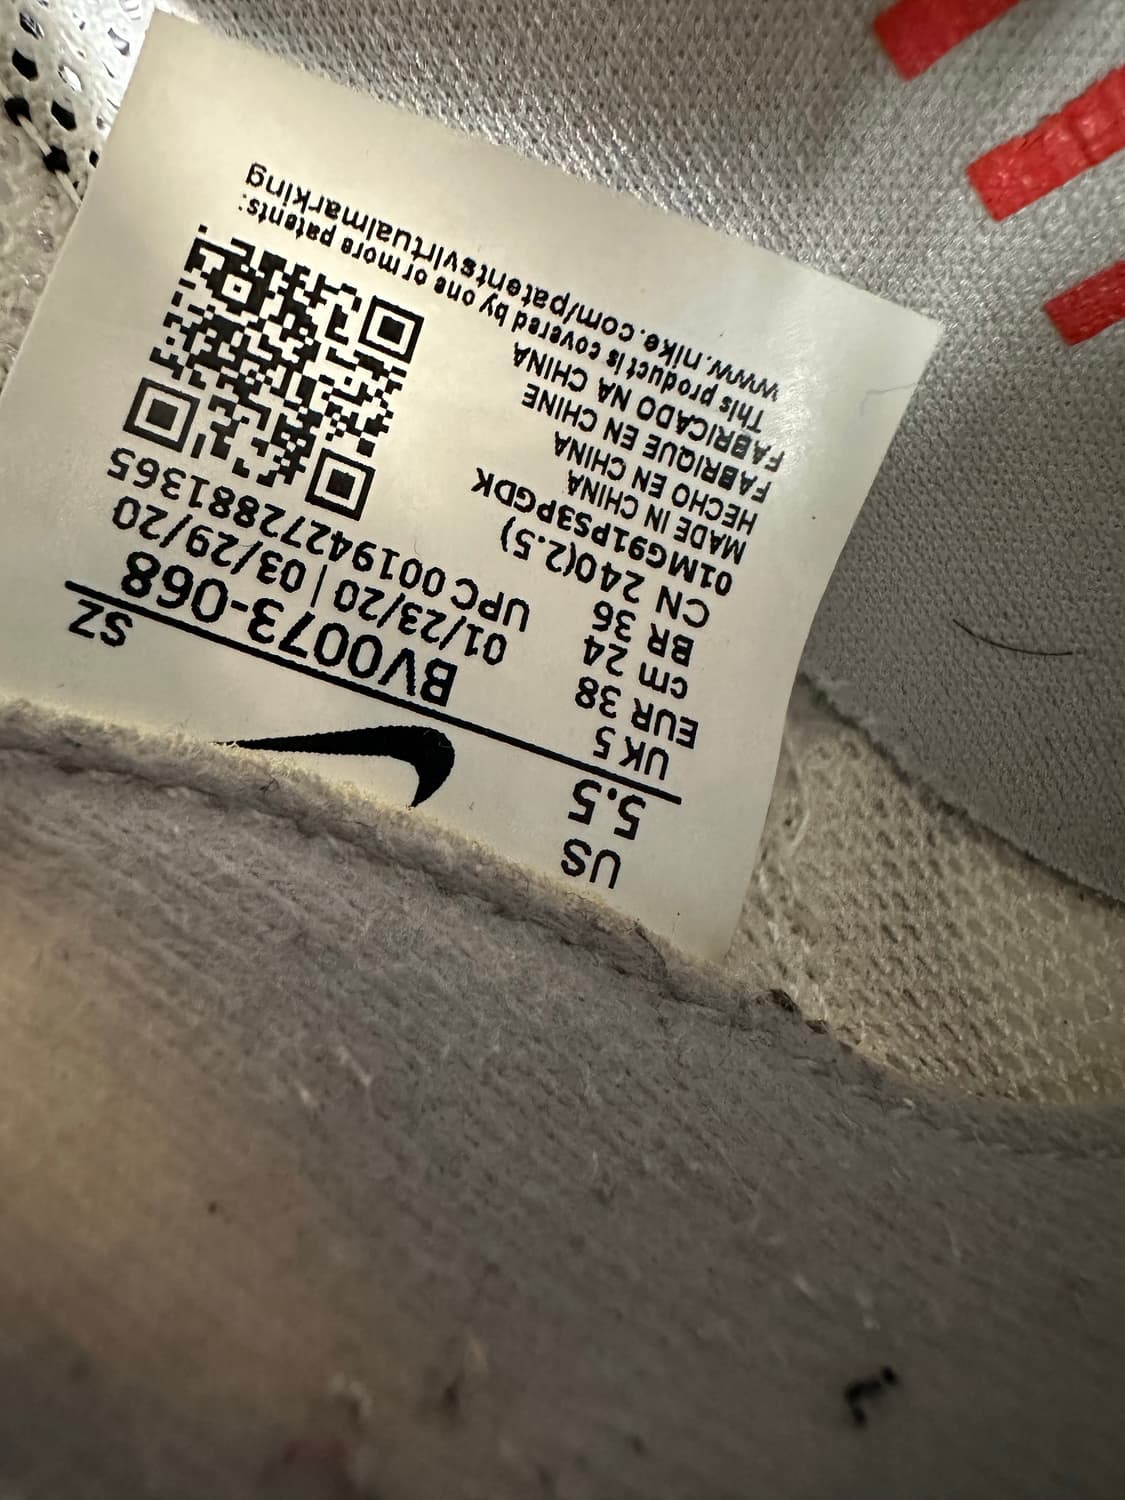 US
5.5
UK 5
EUR 38
cm 24
BR 36
CN 240(2.5)
01MG91PS3PGDK
MADE IN CHINA
HECHO EN CHINA
FABRIQUE EN CHINE
FABRICADO NA CHINA
This product is covered by one or more patents:
www.nike.com/patentsvirtualmarking
SZ
BV0073-068
01/23/20 | 03/29/20
UPC 00194272881365